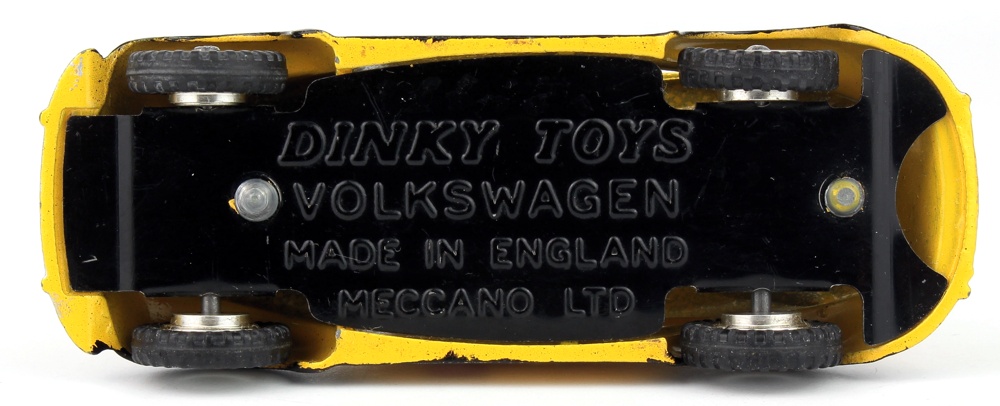 DINKY TOYS
VOLKSWAGEN
MADE IN ENGLAND
MECCANO LTD